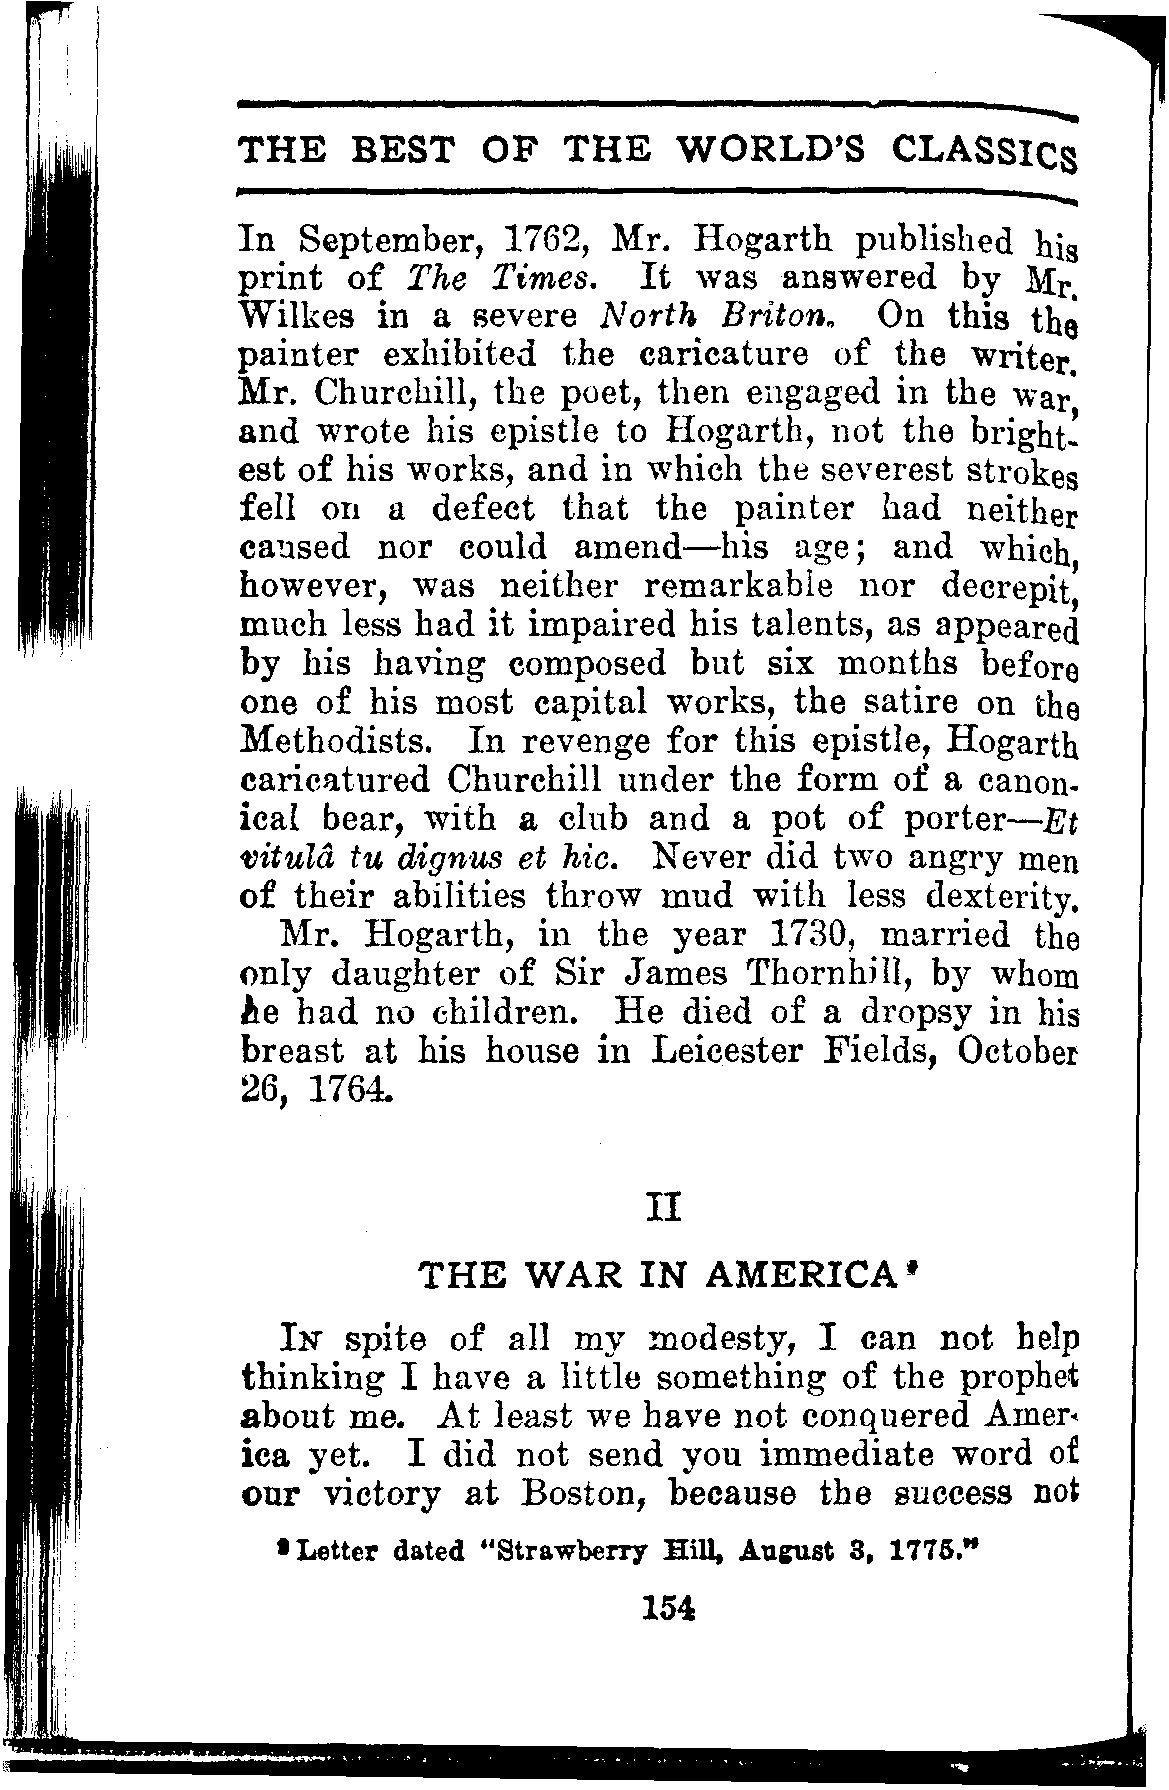 THE BEST OF THE WORLD'S CLASSICS
In September, 1762, Mr. Hogarth published his
print of The Times. It was answered by Mr.
Wilkes in a severe North Briton. On this the
painter exhibited the caricature of the writer.
Mr. Churchill, the poet, then engaged in the war,
and wrote his epistle to Hogarth, not the bright-
est of his works, and in which the severest strokes
fell on a defect that the painter had neither
caused nor could amend—his age; and which,
however, was neither remarkable nor decrepit,
much less had it impaired his talents, as appeared
by his having composed but six months before
one of his most capital works, the satire on the
Methodists. In revenge for this epistle, Hogarth
caricatured Churchill under the form of a canon-
ical bear, with a club and a pot of porter—Et
vitulâ tu dignus et hic. Never did two angry men
of their abilities throw mud with less dexterity.
Mr. Hogarth, in the year 1730, married the
only daughter of Sir James Thornhill, by whom
he had no children. He died of a dropsy in his
breast at his house in Leicester Fields, October
26, 1764.
II
THE WAR IN AMERICA
IN spite of all my modesty, I can not help
thinking I have a little something of the prophet
about me. At least we have not conquered Amer-
ica yet. I did not send you immediate word of
our victory at Boston, because the success not
Letter dated "Strawberry Hill, August 3, 1775."
154